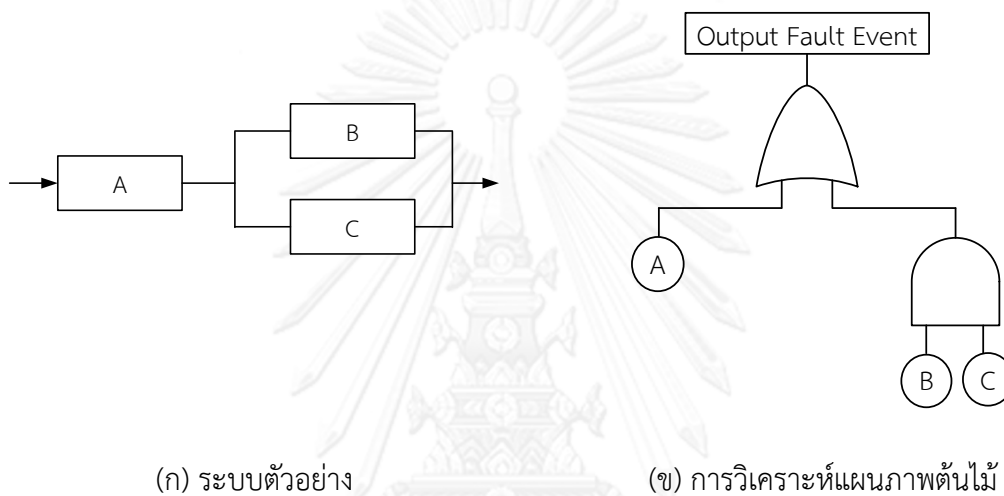 Output Fault Event
A
B
C
A
B
C
(ก) ระบบตัวอย่าง
(ข) การวิเคราะห์แผนภาพต้นไม้